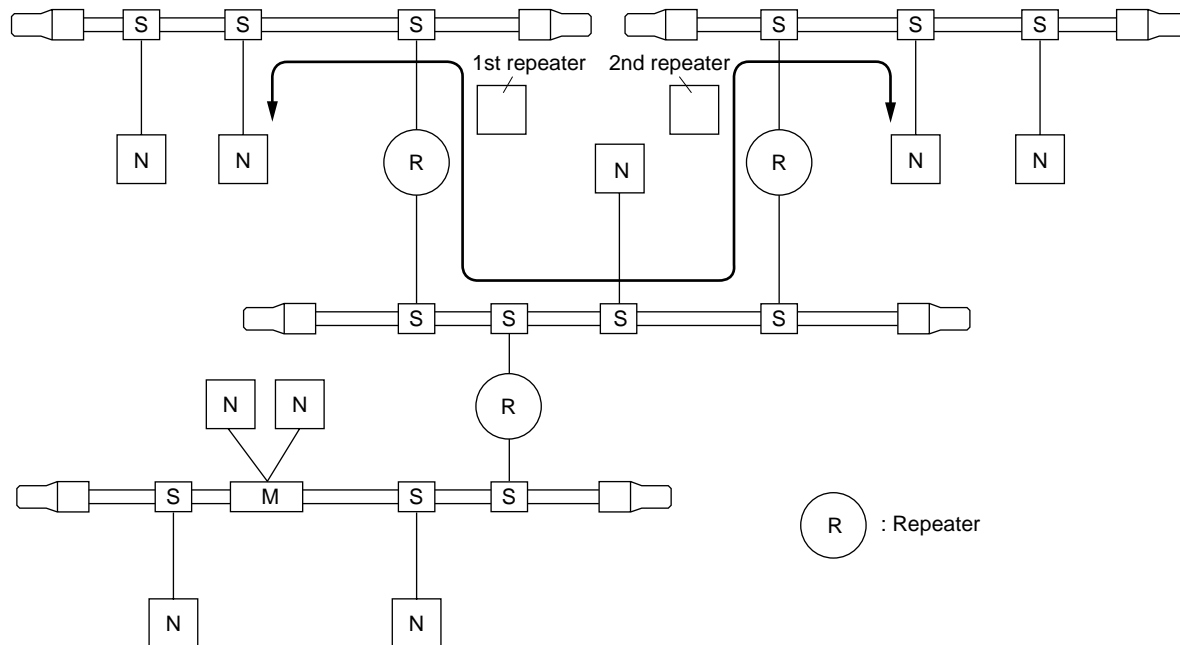 S S S S S S
1st repeater 2nd repeater
N N R N R N N
S S S S
N N R
S M S S
R : Repeater
N N